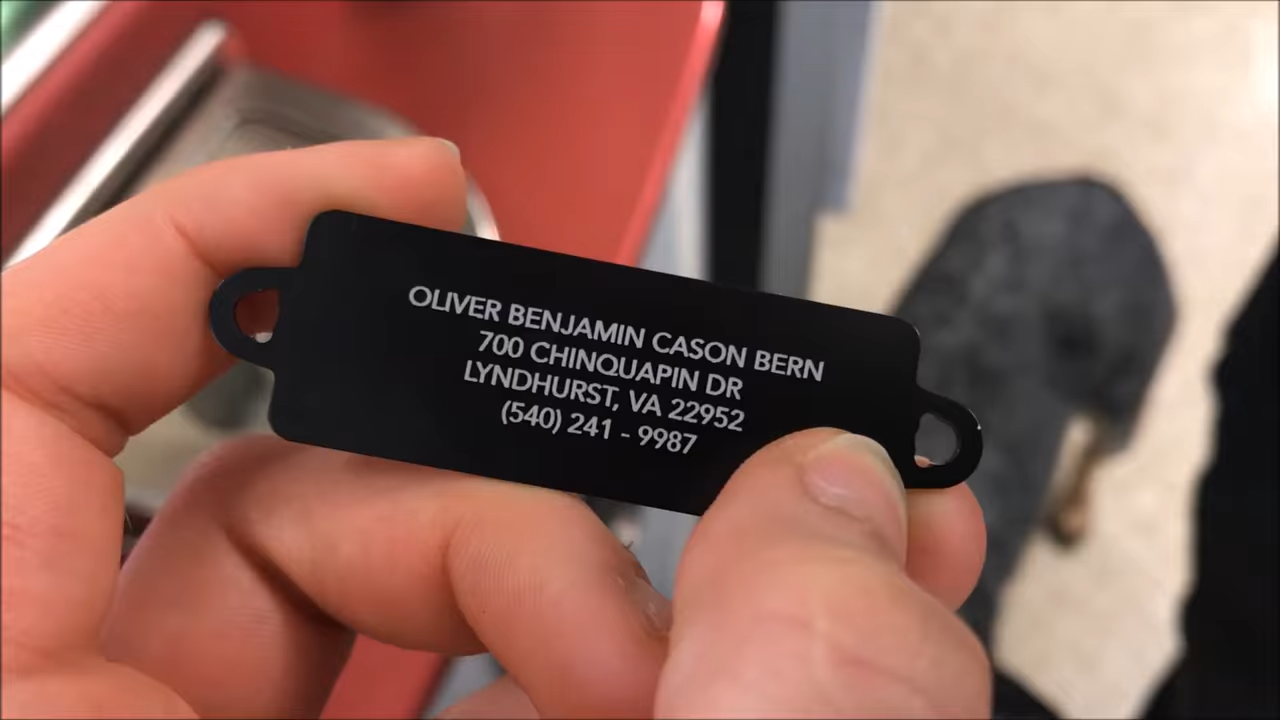 OLIVER BENJAMIN CASON BERN
700 CHINQUAPIN DR
LYNDHURST, VA 22952
(540) 241 - 9987